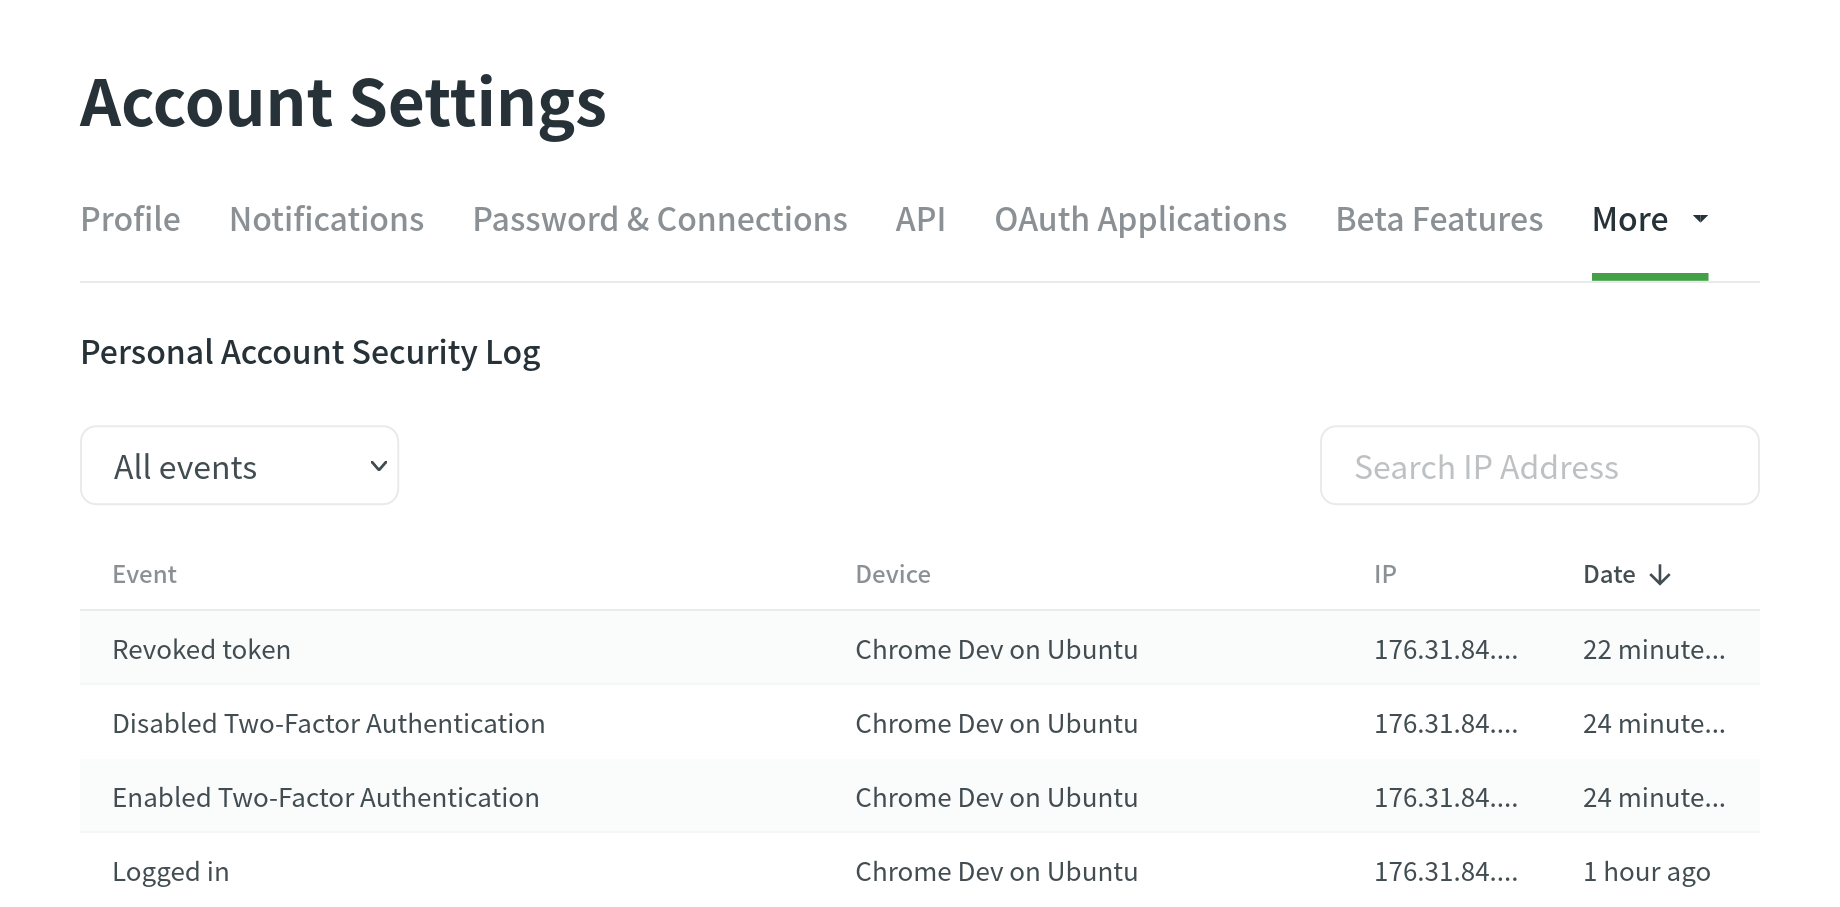 Account Settings
Profile Notifications Password & Connections API OAuth Applications Beta Features More
Personal Account Security Log
All events Search IP Address
Event Device IP Date
Revoked token Chrome Dev on Ubuntu 176.31.84.... 22 minute...
Disabled Two-Factor Authentication Chrome Dev on Ubuntu 176.31.84.... 24 minute...
Enabled Two-Factor Authentication Chrome Dev on Ubuntu 176.31.84.... 24 minute...
Logged in Chrome Dev on Ubuntu 176.31.84.... 1 hour ago